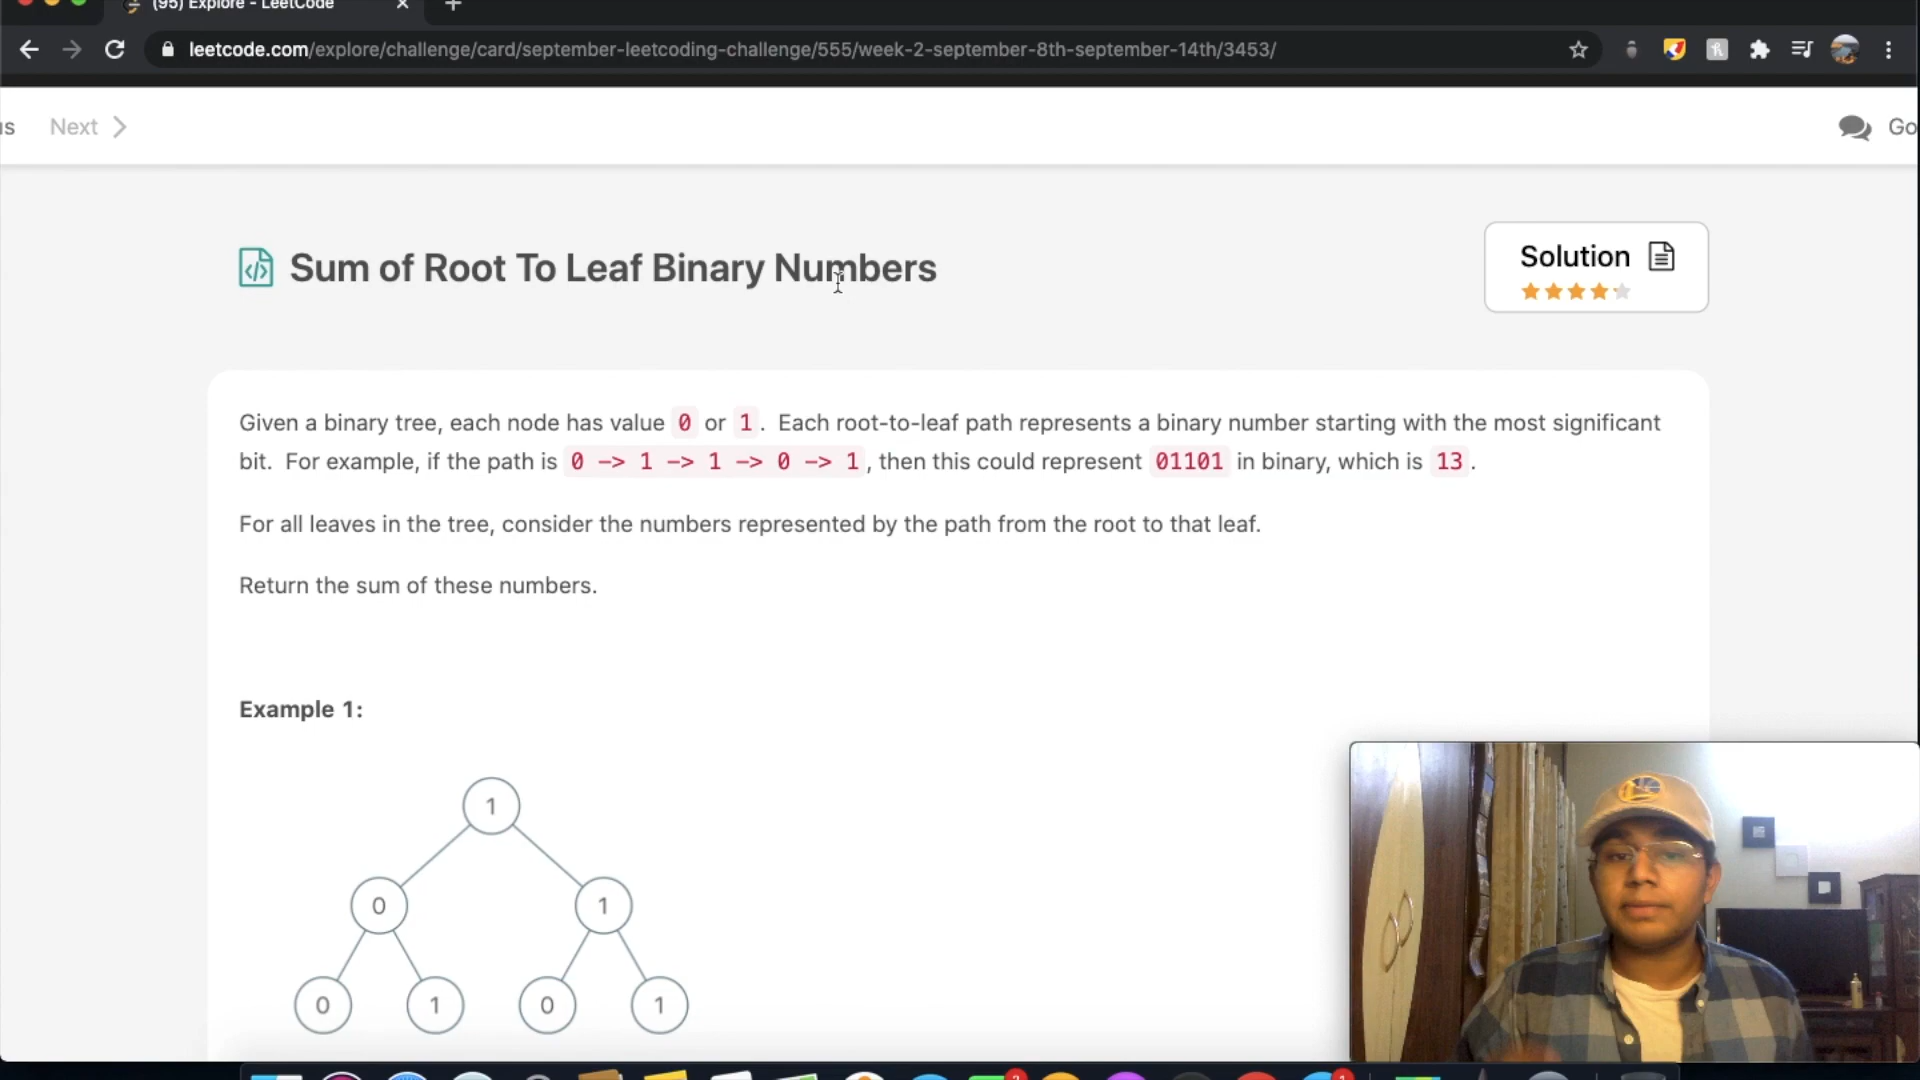 (95) Explore - LeetCode
leetcode.com/explore/challenge/card/september-leetcoding-challenge/555/week-2-september-8th-september-14th/3453/
Next
Go
Sum of Root To Leaf Binary Numbers
Solution
Given a binary tree, each node has value 0 or 1. Each root-to-leaf path represents a binary number starting with the most significant
bit. For example, if the path is 0 -> 1 -> 1 -> 0 -> 1, then this could represent 01101 in binary, which is 13.
For all leaves in the tree, consider the numbers represented by the path from the root to that leaf.
Return the sum of these numbers.
Example 1:
1
0 1
0 1 0 1